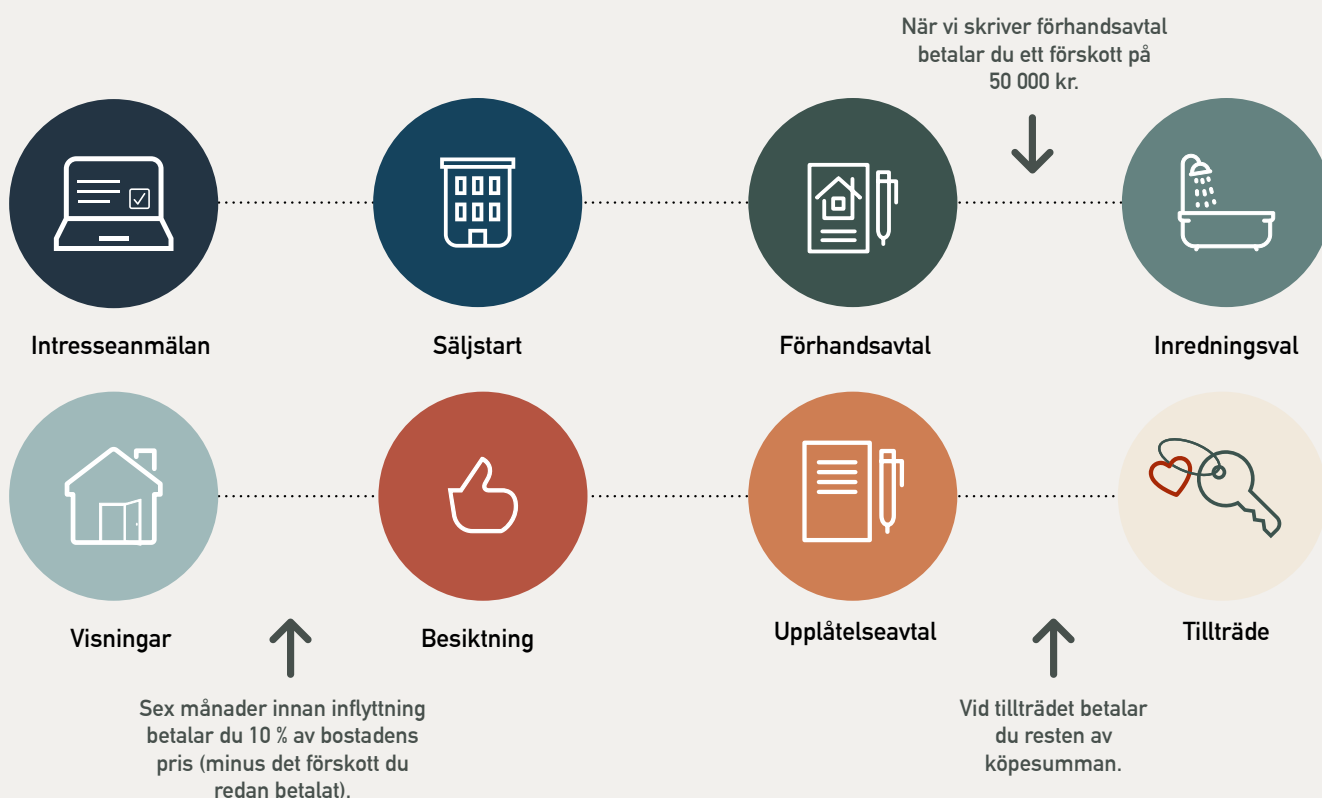 När vi skriver förhandsavtal
betalar du ett förskott på
50 000 kr.
Intresseanmälan
Säljstart
Förhandsavtal
Inredningsval
Visningar
Besiktning
Upplåtelseavtal
Tillträde
Sex månader innan inflyttning
betalar du 10 % av bostadens
pris (minus det förskott du
redan betalat).
Vid tillträdet betalar
du resten av
köpesumman.